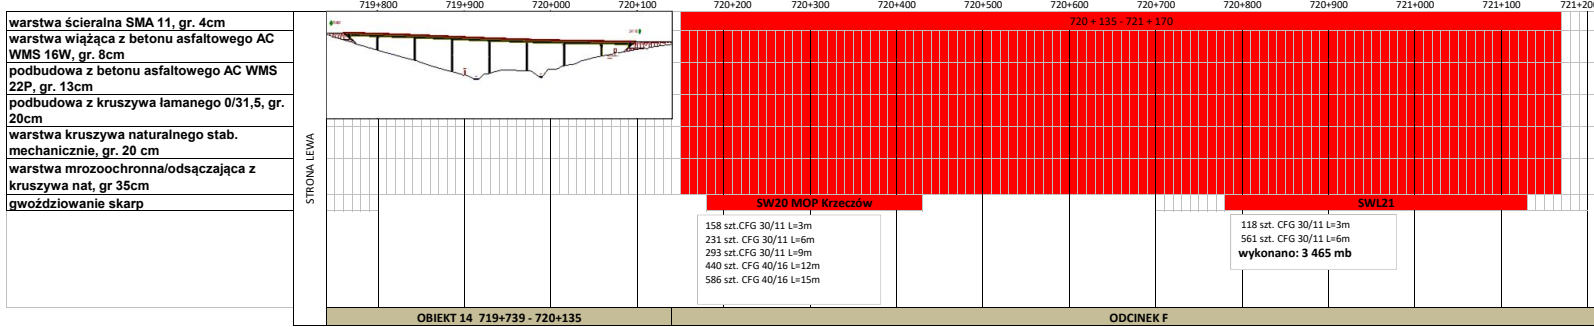 719+800 719+900 720+000 720+100 720+200 720+300 720+400 720+500 720+600 720+700 720+800 720+900 721+000 721+100 721+200
warstwa ścieralna SMA 11, gr. 4cm
720 + 135 - 721 + 170
warstwa wiążąca z betonu asfaltowego AC
WMS 16W, gr. 8cm
podbudowa z betonu asfaltowego AC WMS
22P, gr. 13cm
podbudowa z kruszywa łamanego 0/31,5, gr.
20cm
warstwa kruszywa naturalnego stab.
mechanicznie, gr. 20 cm
warstwa mrozoochronna/odsączająca z
kruszywa nat, gr 35cm
gwoździowanie skarp
STRONA LEWA
SW20 MOP Krzeczów
SWL21
158 szt.CFG 30/11 L=3m
231 szt. CFG 30/11 L=6m
293 szt. CFG 30/11 L=9m
440 szt. CFG 40/16 L=12m
586 szt. CFG 40/16 L=15m
118 szt. CFG 30/11 L=3m
561 szt. CFG 30/11 L=6m
wykonano: 3 465 mb
OBIEKT 14 719+739 - 720+135
ODCINEK F